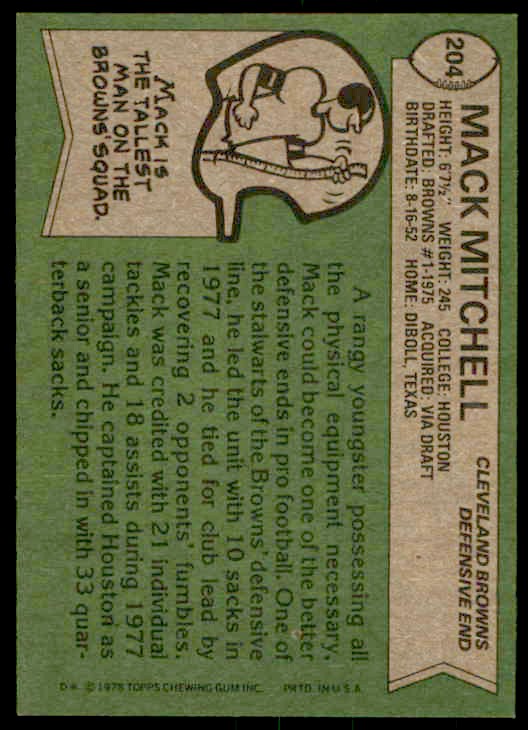 204
MACK MITCHELL
CLEVELAND BROWNS
DEFENSIVE END
HEIGHT: 6'7½" WEIGHT: 245 COLLEGE: HOUSTON
DRAFTED: BROWNS #1-1975 ACQUIRED: VIA DRAFT
BIRTHDATE: 8-16-52 HOME: DIBOLL, TEXAS
MACK IS
THE TALLEST
MAN ON THE
BROWNS' SQUAD.
A rangy youngster possessing all
the physical equipment necessary,
Mack could become one of the better
defensive ends in pro football. One of
the stalwarts of the Browns' defensive
line, he led the unit with 10 sacks in
1977 and he tied for club lead by
recovering 2 opponents' fumbles.
Mack was credited with 21 individual
tackles and 18 assists during 1977
campaign. He captained Houston as
a senior and chipped in with 33 quar-
terback sacks.
D* © 1978 TOPPS CHEWING GUM INC. PRTD. IN U.S.A.